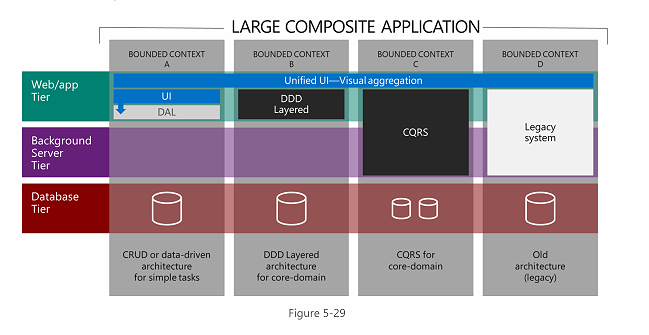 LARGE COMPOSITE APPLICATION
BOUNDED CONTEXT
A
BOUNDED CONTEXT
B
BOUNDED CONTEXT
C
BOUNDED CONTEXT
D
Web/app
Tier
Unified UI—Visual aggregation
UI
DAL
DDD
Layered
CQRS
Legacy
system
Background
Server
Tier
Database
Tier
CRUD or data-driven
architecture
for simple tasks
DDD Layered
architecture
for core-domain
CQRS for
core-domain
Old
architecture
(legacy)
Figure 5-29